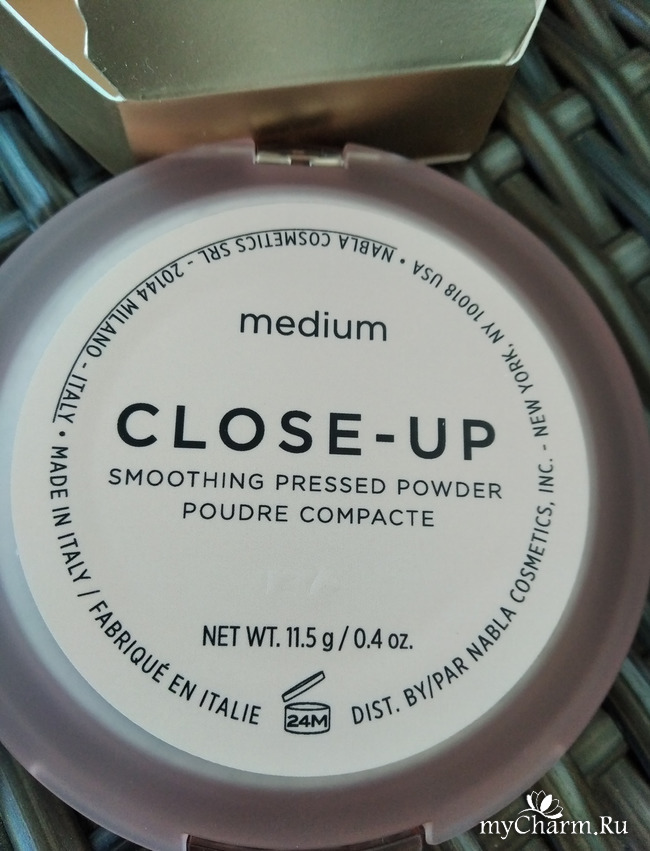 medium
CLOSE-UP
SMOOTHING PRESSED POWDER
POUDRE COMPACTE
NET WT. 11.5 g / 0.4 oz.
24M
NABLA COSMETICS SRL - 20144 MILANO - ITALY • MADE IN ITALY / FABRIQUÉ EN ITALIE
DIST. BY/PAR NABLA COSMETICS, INC. - NEW YORK, NY 10018 USA •
myCharm.Ru